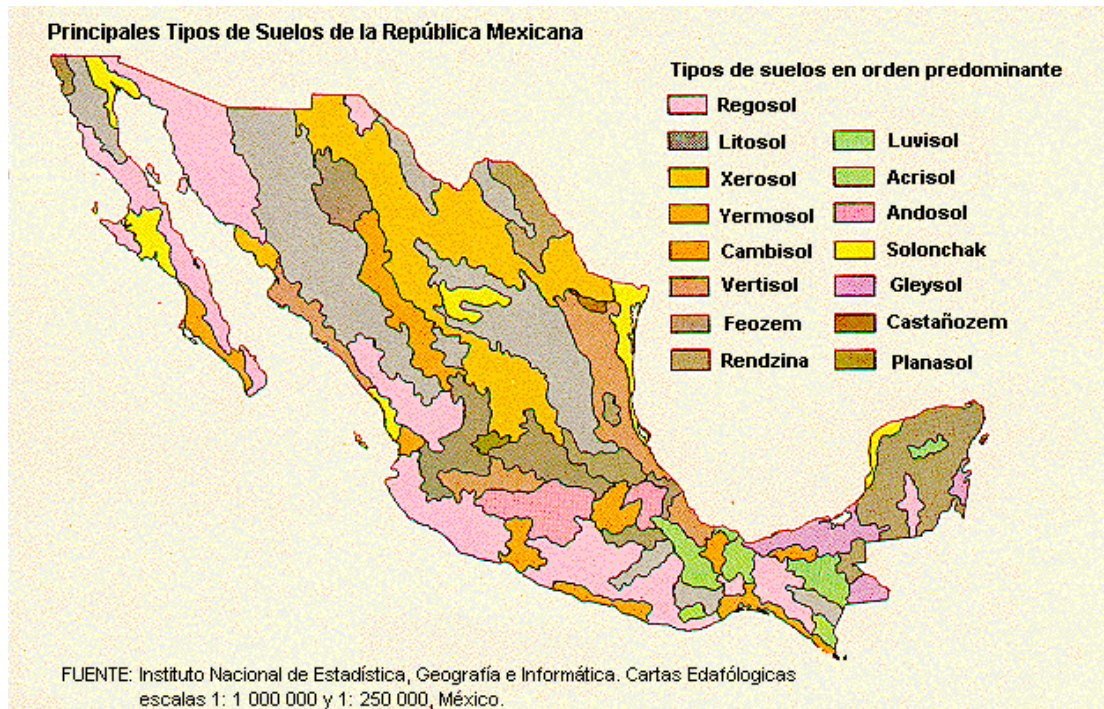 Principales Tipos de Suelos de la República Mexicana
Tipos de suelos en orden predominante
Regosol
Litosol
Xerosol
Yermosol
Cambisol
Vertisol
Feozem
Rendzina
Luvisol
Acrisol
Andosol
Solonchak
Gleysol
Castañozem
Planasol
FUENTE: Instituto Nacional de Estadística, Geografía e Informática. Cartas Edafólogicas
escalas 1: 1 000 000 y 1: 250 000, México.